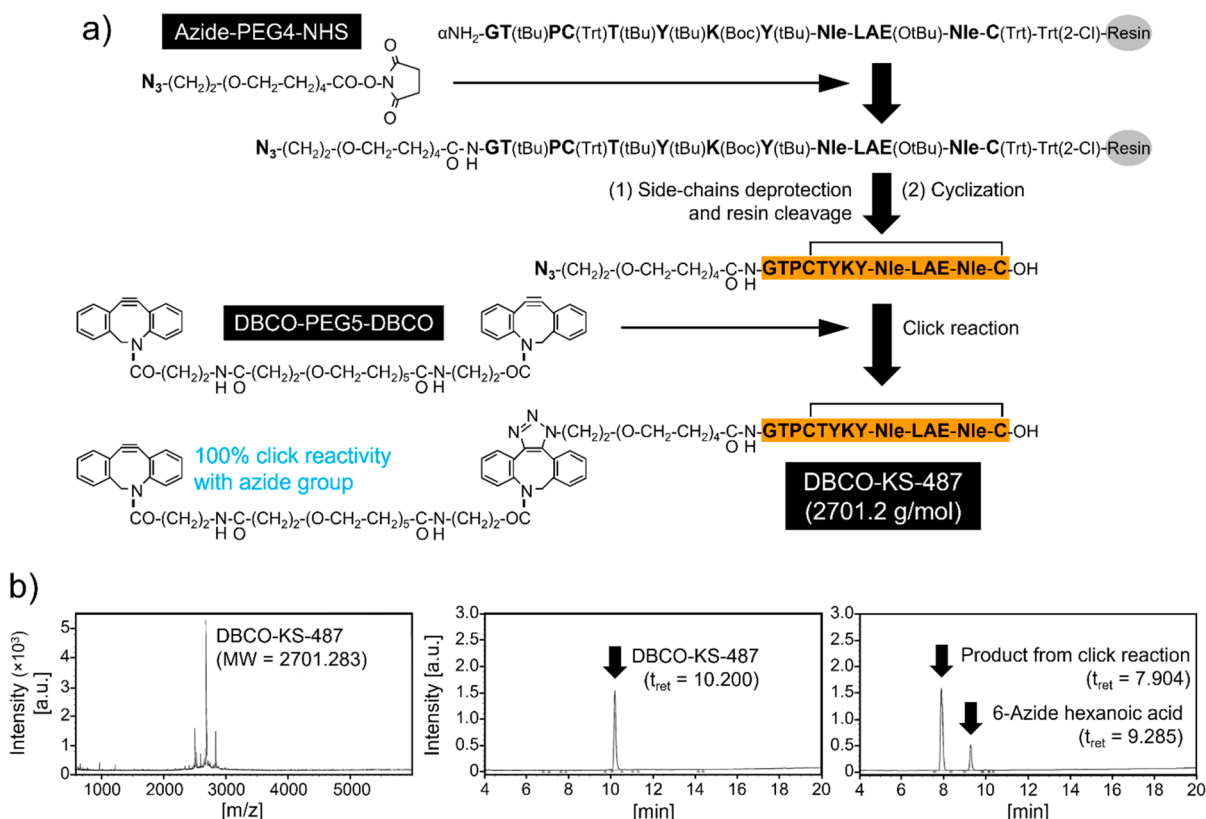 a)
Azide-PEG4-NHS
αNH₂-GT(tBu)PC(Trt)T(tBu)Y(tBu)K(Boc)Y(tBu)-Nle-LAE(OtBu)-Nle-C(Trt)-Trt(2-Cl)-Resin
N₃-(CH₂)₂-(O-CH₂-CH₂)₄-CO-O-N
O
O
N₃-(CH₂)₂-(O-CH₂-CH₂)₄-C-N-GT(tBu)PC(Trt)T(tBu)Y(tBu)K(Boc)Y(tBu)-Nle-LAE(OtBu)-Nle-C(Trt)-Trt(2-Cl)-Resin
O H
(1) Side-chains deprotection
and resin cleavage
(2) Cyclization
N₃-(CH₂)₂-(O-CH₂-CH₂)₄-C-N-GTPCTYKY-Nle-LAE-Nle-C-OH
O H
DBCO-PEG5-DBCO
Click reaction
N
N
CO-(CH₂)₂-NHC-(CH₂)₂-(O-CH₂-CH₂)₅-CN-(CH₂)₂-OC
O O H
N
N N-(CH₂)₂-(O-CH₂-CH₂)₄-C-N-GTPCTYKY-Nle-LAE-Nle-C-OH
O H
100% click reactivity
with azide group
N
N
CO-(CH₂)₂-NHC-(CH₂)₂-(O-CH₂-CH₂)₅-CN-(CH₂)₂-OC
O O H
DBCO-KS-487
(2701.2 g/mol)
b)
Intensity (×10³)
[a.u.]
5
4
3
2
1
0
DBCO-KS-487
(MW = 2701.283)
1000 2000 3000 4000 5000
[m/z]
Intensity [a.u.]
3.0
2.5
2.0
1.5
1.0
0.5
0
DBCO-KS-487
(t_ret = 10.200)
4 6 8 10 12 14 16 18 20
[min]
3.0
2.5
2.0
1.5
1.0
0.5
0
Product from click reaction
(t_ret = 7.904)
6-Azide hexanoic acid
(t_ret = 9.285)
4 6 8 10 12 14 16 18 20
[min]